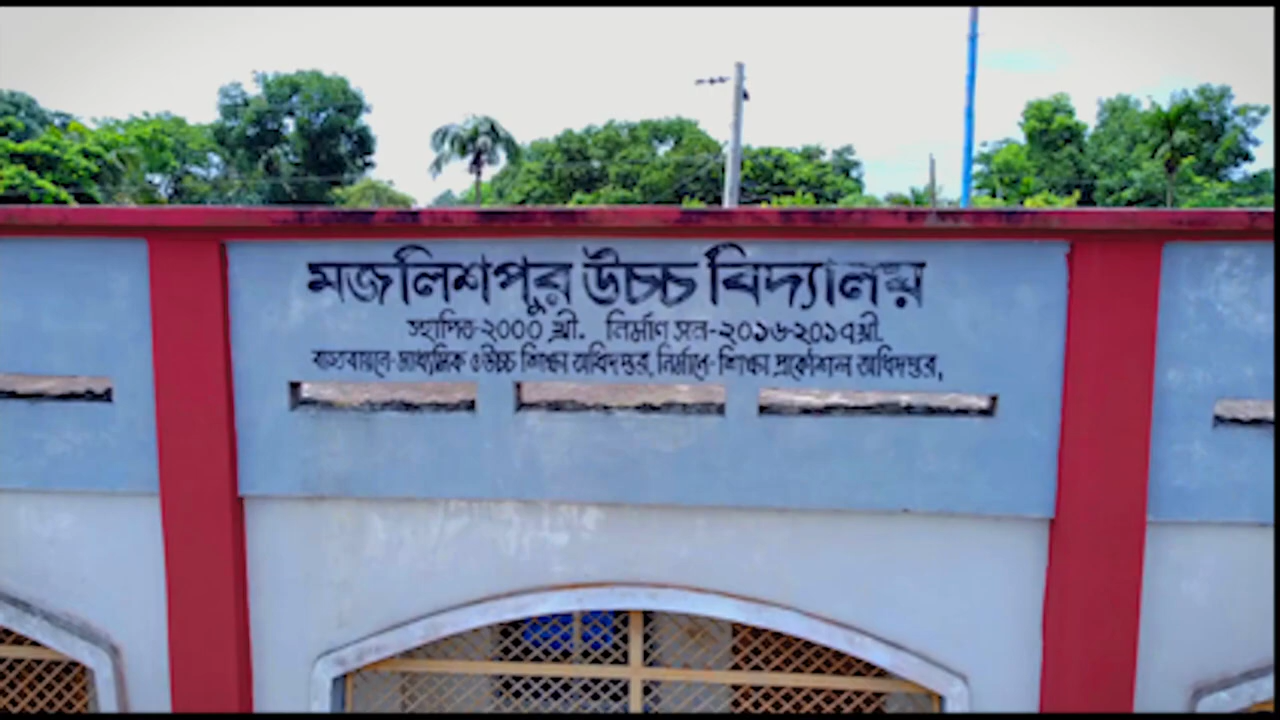 মজলিশপুর উচ্চ বিদ্যালয়
স্থাপিত-২০০০ খ্রী. নির্মাণ সন-২০১৬-২০১৭খ্রী.
বাস্তবায়নে-মাধ্যমিক ও উচ্চ শিক্ষা অধিদপ্তর, নির্মানে-শিক্ষা প্রকৌশল অধিদপ্তর,